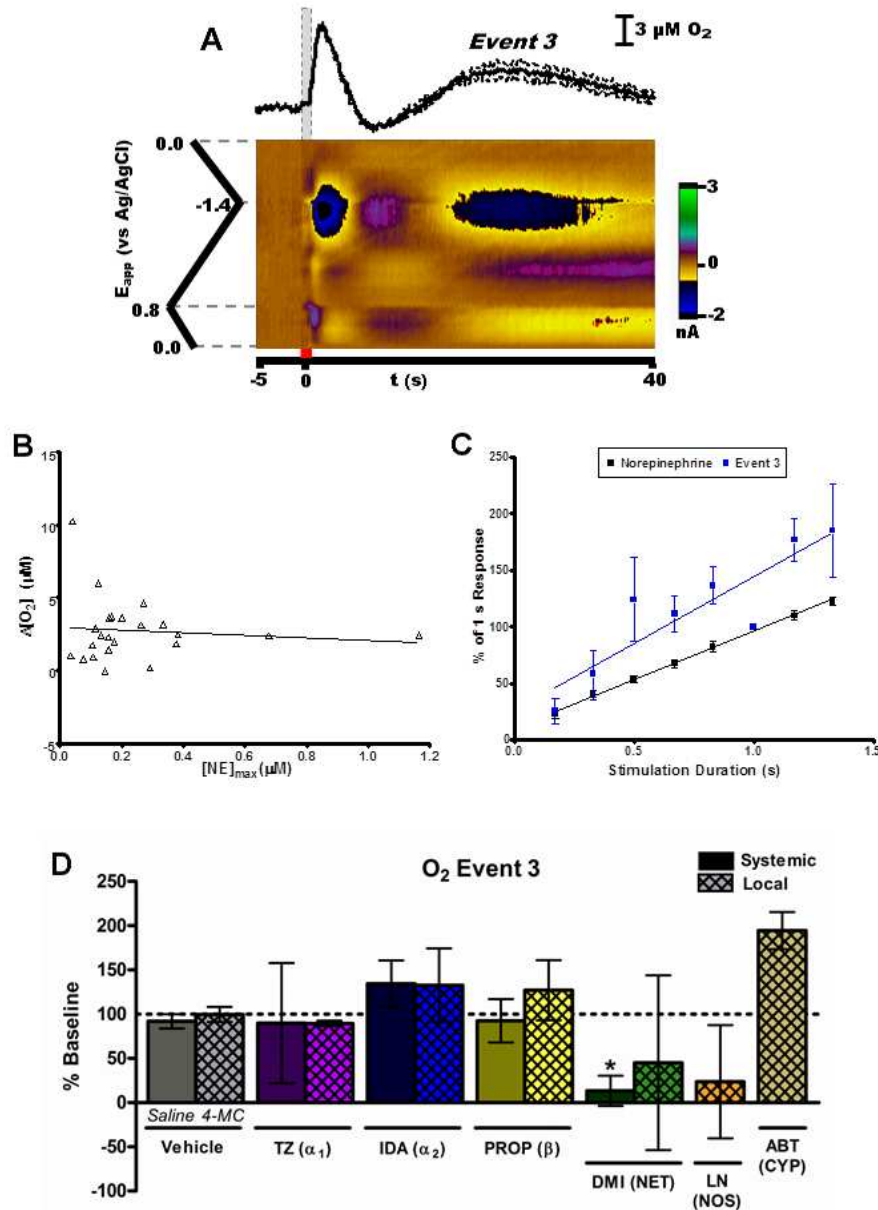 A
Event 3
3 µM O2
0.0
-1.4
0.8
0.0
Eapp (vs Ag/AgCl)
3
0
-2
nA
-5
0
t (s)
40
B
15
10
5
0
-5
Δ[O2] (µM)
0.0
0.2
0.4
0.6
0.8
1.0
1.2
[NE]max(µM)
C
Norepinephrine
Event 3
250
200
150
100
50
0
% of 1 s Response
0.0
0.5
1.0
1.5
Stimulation Duration (s)
D
O2 Event 3
Systemic
Local
250
200
150
100
50
0
-50
-100
% Baseline
*
Saline 4-MC
Vehicle
TZ (α1)
IDA (α2)
PROP (β)
DMI (NET)
LN
(NOS)
ABT
(CYP)